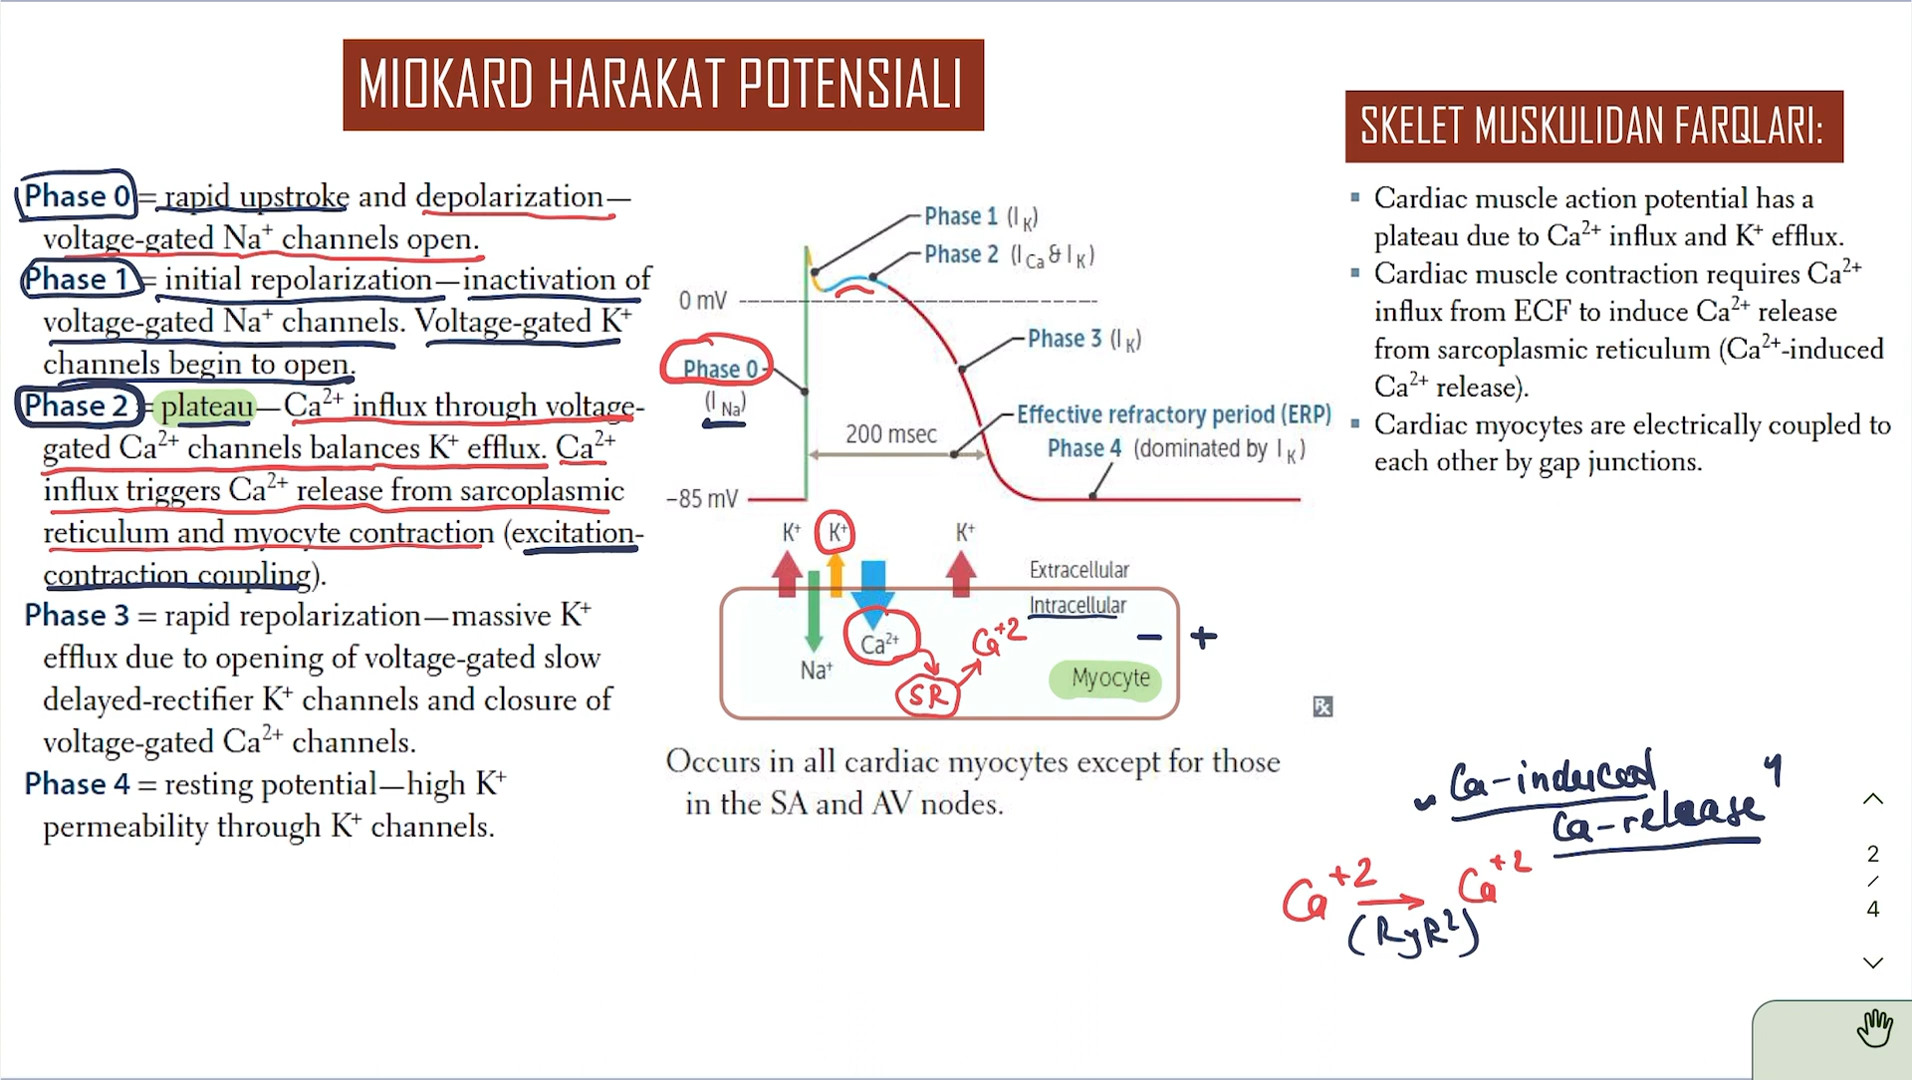 MIOKARD HARAKAT POTENSIALI
Phase 0 = rapid upstroke and depolarization—
voltage-gated Na⁺ channels open.
Phase 1 = initial repolarization—inactivation of
voltage-gated Na⁺ channels. Voltage-gated K⁺
channels begin to open.
Phase 2 = plateau—Ca²⁺ influx through voltage-
gated Ca²⁺ channels balances K⁺ efflux. Ca²⁺
influx triggers Ca²⁺ release from sarcoplasmic
reticulum and myocyte contraction (excitation-
contraction coupling).
Phase 3 = rapid repolarization—massive K⁺
efflux due to opening of voltage-gated slow
delayed-rectifier K⁺ channels and closure of
voltage-gated Ca²⁺ channels.
Phase 4 = resting potential—high K⁺
permeability through K⁺ channels.
Phase 1 (I K)
Phase 2 (I Ca & I K)
0 mV
Phase 3 (I K)
Phase 0
(I Na)
Effective refractory period (ERP)
200 msec
Phase 4 (dominated by I K)
−85 mV
K⁺ K⁺ K⁺
Extracellular
Intracellular
Ca²⁺ Ca⁺² − +
Na⁺
SR
Myocyte
Occurs in all cardiac myocytes except for those
in the SA and AV nodes.
SKELET MUSKULIDAN FARQLARI:
▪ Cardiac muscle action potential has a
plateau due to Ca²⁺ influx and K⁺ efflux.
▪ Cardiac muscle contraction requires Ca²⁺
influx from ECF to induce Ca²⁺ release
from sarcoplasmic reticulum (Ca²⁺-induced
Ca²⁺ release).
▪ Cardiac myocytes are electrically coupled to
each other by gap junctions.
℞
„Ca-induced
Ca-release"
Ca⁺² → Ca⁺²
(RyR2)
2
/
4